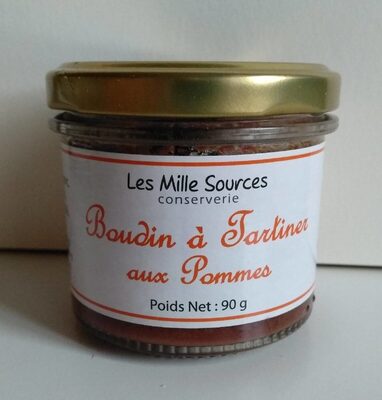 Les Mille Sources
conserverie
Boudin à Tartiner
aux Pommes
Poids Net : 90 g